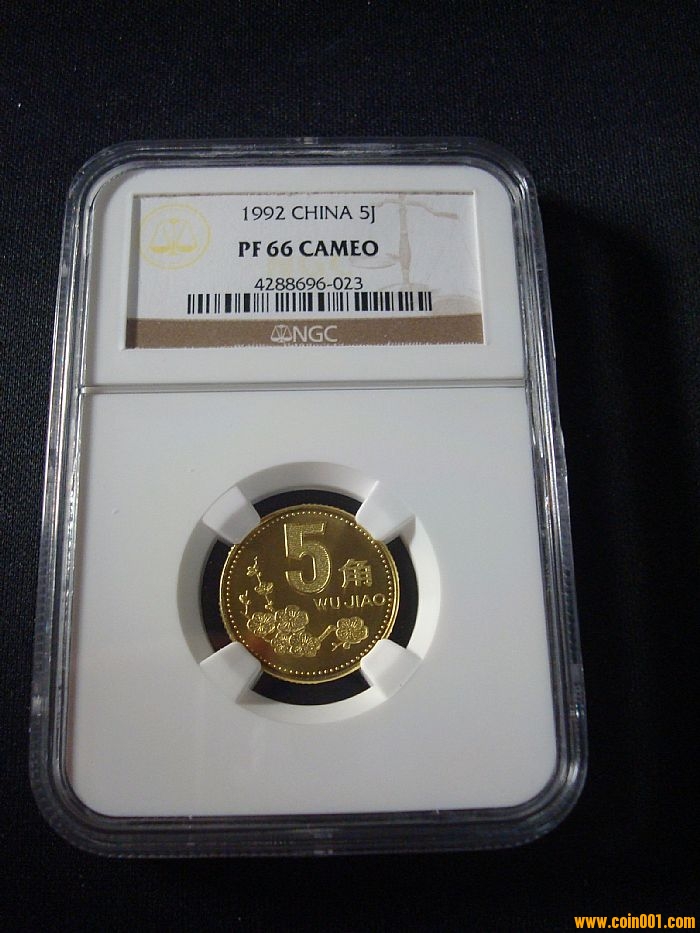 1992 CHINA 5J
PF 66 CAMEO
4288696-023
NGC
5角
WU JIAO
www.coin001.com